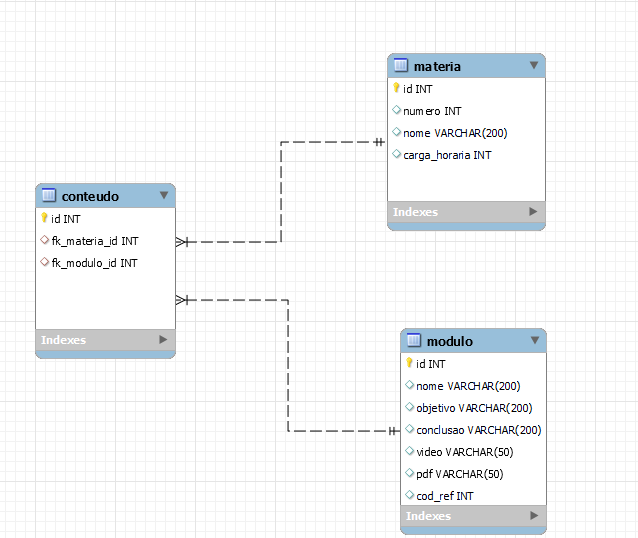 materia
id INT
numero INT
nome VARCHAR(200)
carga_horaria INT
Indexes
conteudo
id INT
fk_materia_id INT
fk_modulo_id INT
Indexes
modulo
id INT
nome VARCHAR(200)
objetivo VARCHAR(200)
conclusao VARCHAR(200)
video VARCHAR(50)
pdf VARCHAR(50)
cod_ref INT
Indexes